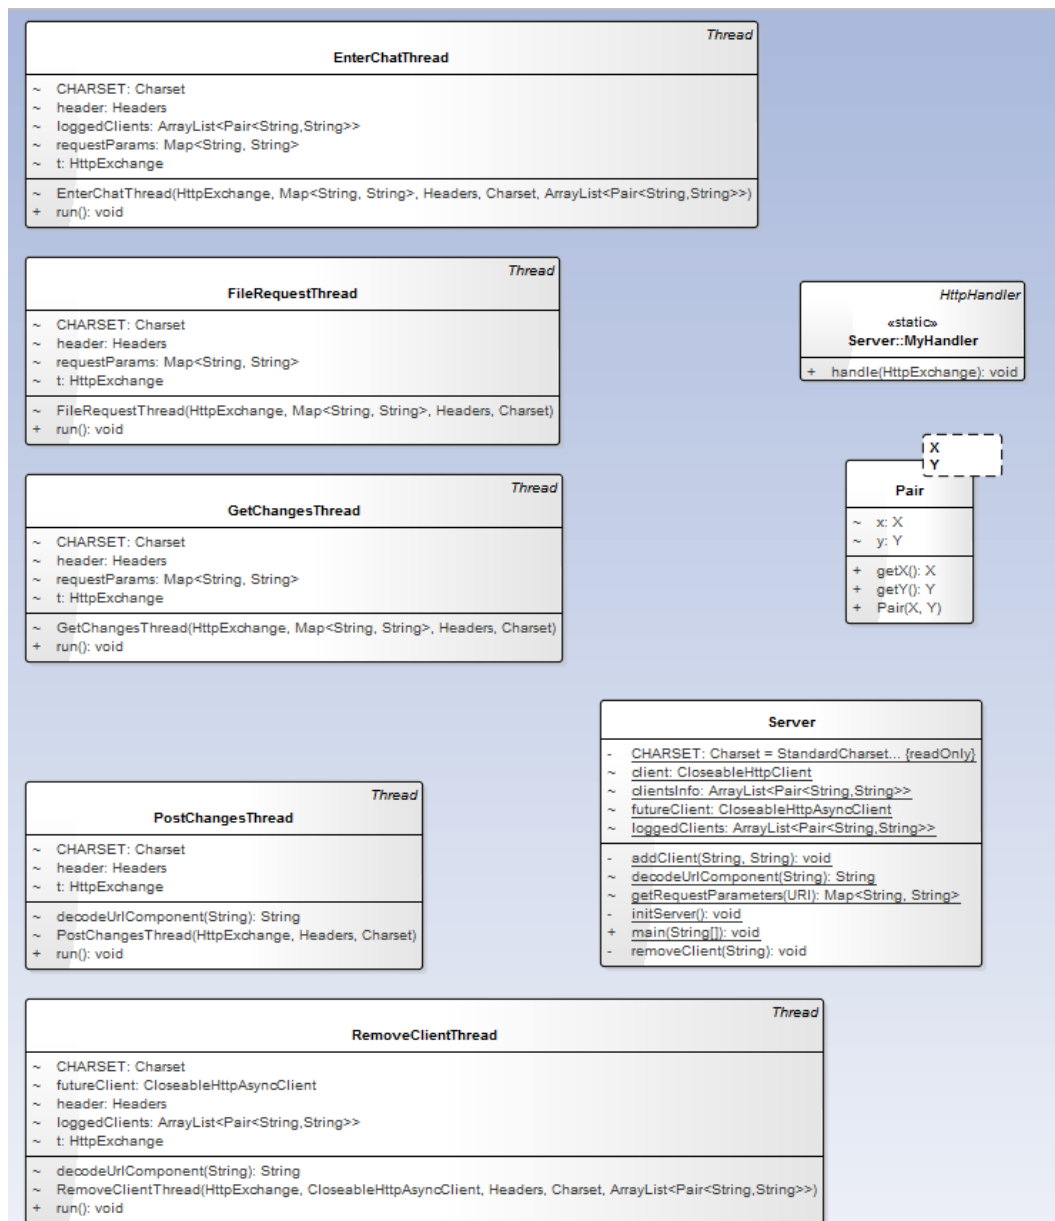 Thread
EnterChatThread
~ CHARSET: Charset
~ header: Headers
~ loggedClients: ArrayList<Pair<String,String>>
~ requestParams: Map<String, String>
~ t: HttpExchange
~ EnterChatThread(HttpExchange, Map<String, String>, Headers, Charset, ArrayList<Pair<String,String>>)
+ run(): void
Thread
FileRequestThread
~ CHARSET: Charset
~ header: Headers
~ requestParams: Map<String, String>
~ t: HttpExchange
~ FileRequestThread(HttpExchange, Map<String, String>, Headers, Charset)
+ run(): void
HttpHandler
«static»
Server::MyHandler
+ handle(HttpExchange): void
Thread
GetChangesThread
~ CHARSET: Charset
~ header: Headers
~ requestParams: Map<String, String>
~ t: HttpExchange
~ GetChangesThread(HttpExchange, Map<String, String>, Headers, Charset)
+ run(): void
X
Y
Pair
~ x: X
~ y: Y
+ getX(): X
+ getY(): Y
+ Pair(X, Y)
Server
- CHARSET: Charset = StandardCharset... {readOnly}
~ client: CloseableHttpClient
~ clientsInfo: ArrayList<Pair<String,String>>
~ futureClient: CloseableHttpAsyncClient
~ loggedClients: ArrayList<Pair<String,String>>
- addClient(String, String): void
~ decodeUrlComponent(String): String
~ getRequestParameters(URI): Map<String, String>
- initServer(): void
+ main(String[]): void
- removeClient(String): void
Thread
PostChangesThread
~ CHARSET: Charset
~ header: Headers
~ t: HttpExchange
~ decodeUrlComponent(String): String
~ PostChangesThread(HttpExchange, Headers, Charset)
+ run(): void
Thread
RemoveClientThread
~ CHARSET: Charset
~ futureClient: CloseableHttpAsyncClient
~ header: Headers
~ loggedClients: ArrayList<Pair<String,String>>
~ t: HttpExchange
~ decodeUrlComponent(String): String
~ RemoveClientThread(HttpExchange, CloseableHttpAsyncClient, Headers, Charset, ArrayList<Pair<String,String>>)
+ run(): void